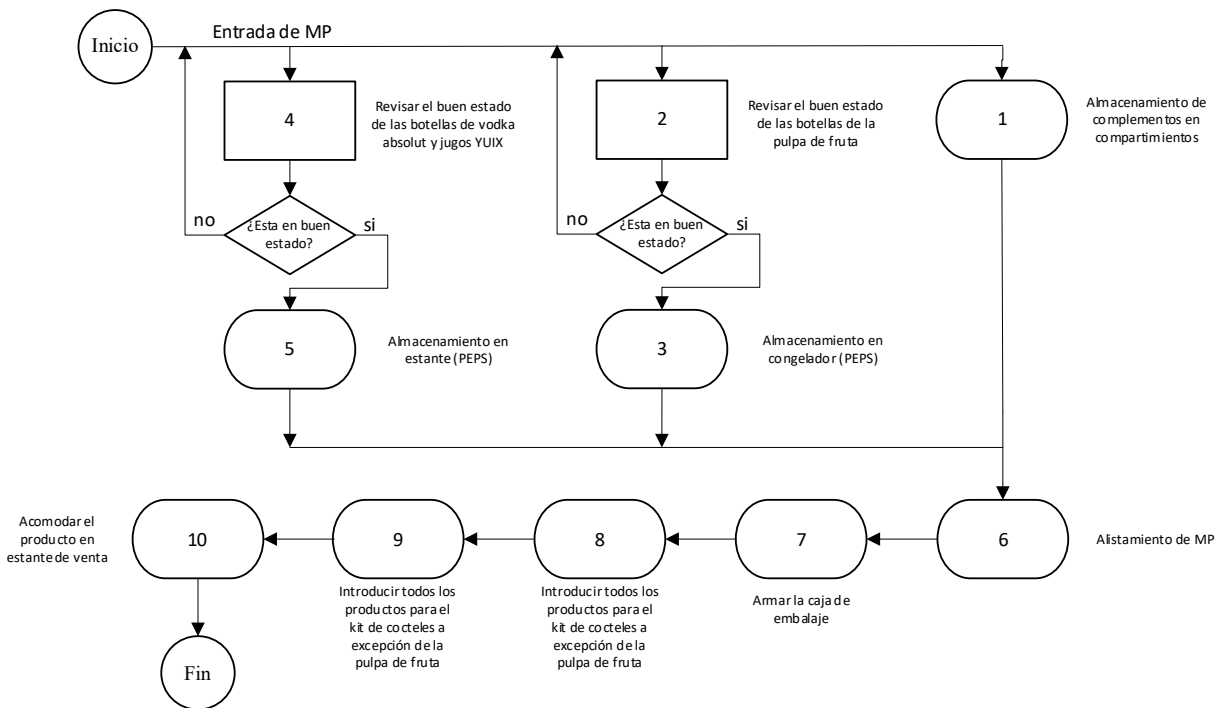 Inicio
Entrada de MP
4
Revisar el buen estado
de las botellas de vodka
absolut y jugos YUIX
2
Revisar el buen estado
de las botellas de la
pulpa de fruta
1
Almacenamiento de
complementos en
compartimientos
no
¿Esta en buen
estado?
si
no
¿Esta en buen
estado?
si
5
Almacenamiento en
estante (PEPS)
3
Almacenamiento en
congelador (PEPS)
Acomodar el
producto en
estante de venta
10
9
8
7
6
Alistamiento de MP
Introducir todos los
productos para el
kit de cocteles a
excepción de la
pulpa de fruta
Introducir todos los
productos para el
kit de cocteles a
excepción de la
pulpa de fruta
Armar la caja de
embalaje
Fin